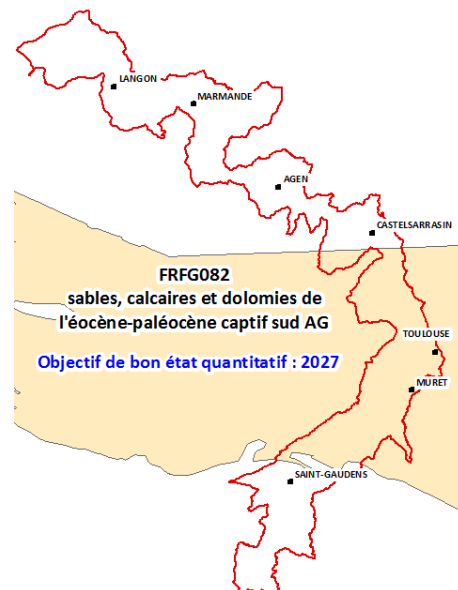 LANGON
MARMANDE
AGEN
CASTELSARRASIN
FRFG082
sables, calcaires et dolomies de
l'éocène-paléocène captif sud AG
TOULOUSE
Objectif de bon état quantitatif : 2027
MURET
SAINT-GAUDENS